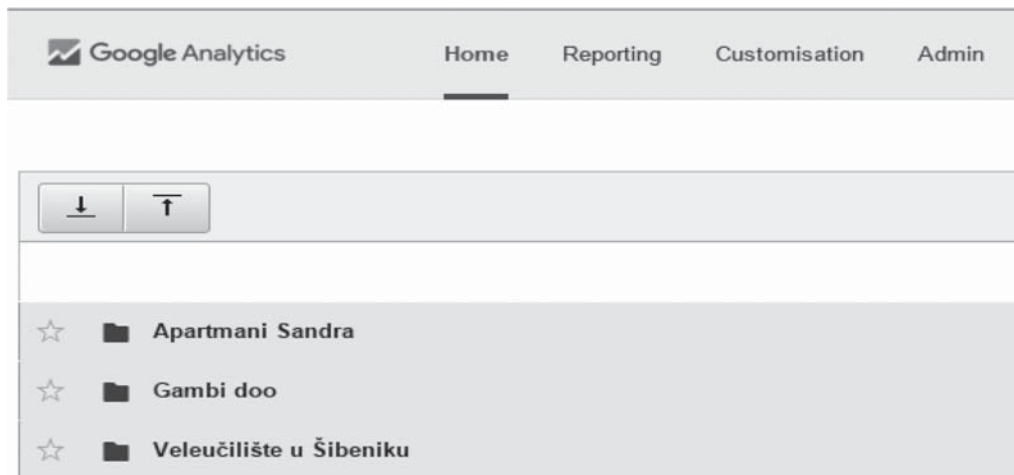 Google Analytics Home Reporting Customisation Admin
Apartmani Sandra
Gambi doo
Veleučilište u Šibeniku